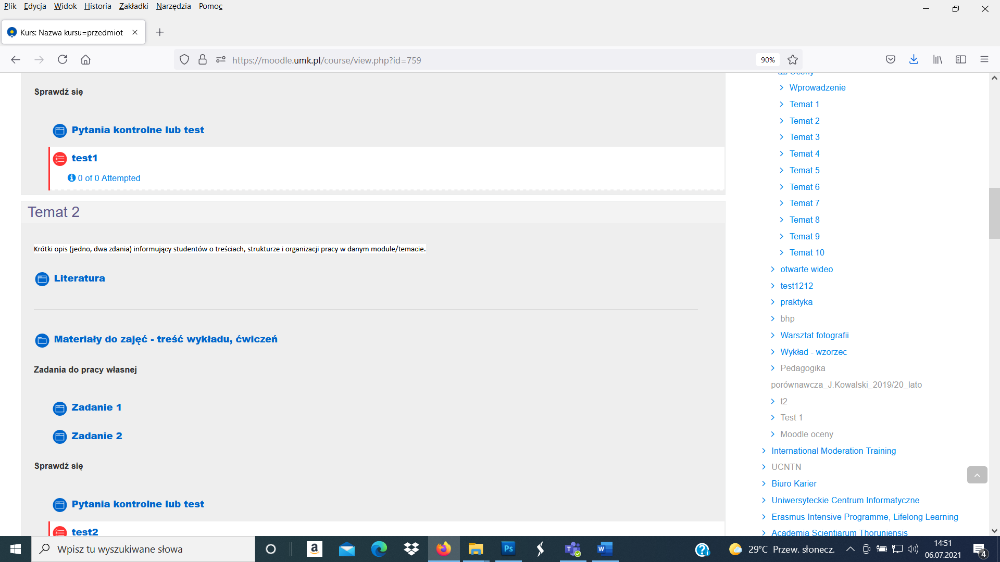 Plik Edycja Widok Historia Zakładki Narzędzia Pomoc
Kurs: Nazwa kursu=przedmiot
https://moodle.umk.pl/course/view.php?id=759
90%
Sprawdź się
Pytania kontrolne lub test
test1
0 of 0 Attempted
Temat 2
Krótki opis (jedno, dwa zdania) informujący studentów o treściach, strukturze i organizacji pracy w danym module/temacie.
Literatura
Materiały do zajęć - treść wykładu, ćwiczeń
Zadania do pracy własnej
Zadanie 1
Zadanie 2
Sprawdź się
Pytania kontrolne lub test
test2
Oceny
Wprowadzenie
Temat 1
Temat 2
Temat 3
Temat 4
Temat 5
Temat 6
Temat 7
Temat 8
Temat 9
Temat 10
otwarte wideo
test1212
praktyka
bhp
Warsztat fotografii
Wykład - wzorzec
Pedagogika
porównawcza_J.Kowalski_2019/20_lato
t2
Test 1
Moodle oceny
International Moderation Training
UCNTN
Biuro Karier
Uniwersyteckie Centrum Informatyczne
Erasmus Intensive Programme, Lifelong Learning
Academia Scientiarum Thoruniensis
Wpisz tu wyszukiwane słowa
a
Ps
T
W
29°C Przew. słonecz.
14:51
06.07.2021
4